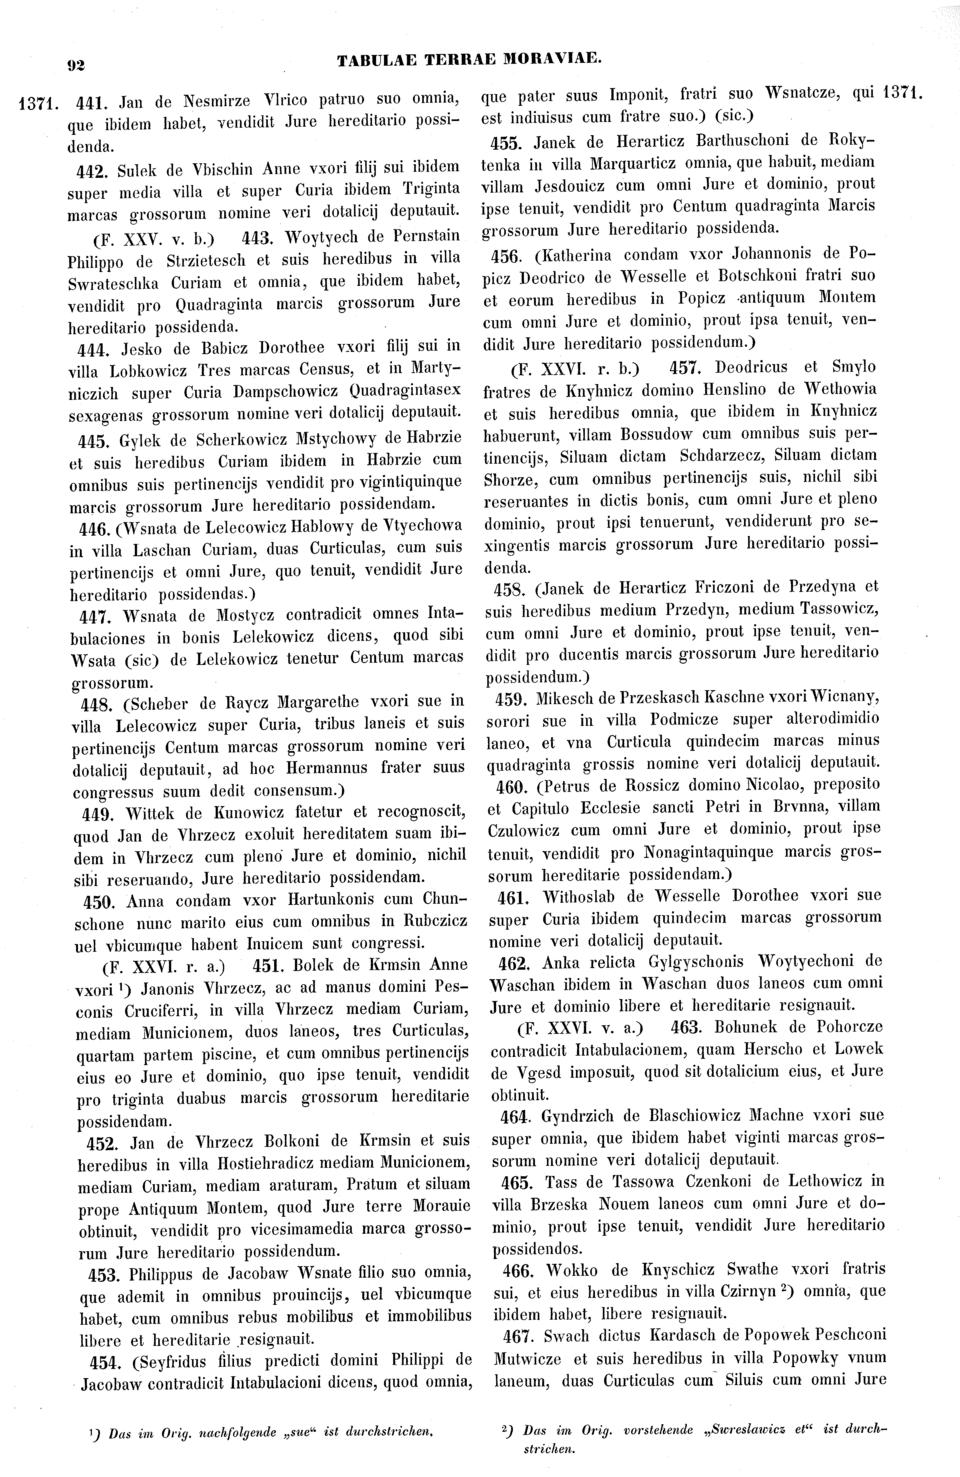 92
TABULAE TERRAE MORAVIAE.
1371. 441. Jan de Nesmirze Vlrico patruo suo omnia,
que ibidem habet, vendidit Jure hereditario possi-
denda.
442. Sulek de Vbischin Anne vxori filij sui ibidem
super media villa et super Curia ibidem Triginta
marcas grossorum nomine veri dotalicij deputauit.
(F. XXV. v. b.) 443. Woytyech de Pernstain
Philippo de Strzietesch et suis heredibus in villa
Swrateschka Curiam et omnia, que ibidem habet,
vendidit pro Quadraginta marcis grossorum Jure
hereditario possidenda.
444. Jesko de Babicz Dorothee vxori filij sui in
villa Lobkowicz Tres marcas Census, et in Marty-
niczich super Curia Dampschowicz Quadragintasex
sexagenas grossorum nomine veri dotalicij deputauit.
445. Gylek de Scherkowicz Mstychowy de Habrzie
et suis heredibus Curiam ibidem in Habrzie cum
omnibus suis pertinencijs vendidit pro vigintiquinque
marcis grossorum Jure hereditario possidendam.
446. (Wsnata de Lelecowicz Hablowy de Vtyechowa
in villa Laschan Curiam, duas Curticulas, cum suis
pertinencijs et omni Jure, quo tenuit, vendidit Jure
hereditario possidendas.)
447. Wsnata de Mostycz contradicit omnes Inta-
bulaciones in bonis Lelekowicz dicens, quod sibi
Wsata (sic) de Lelekowicz tenetur Centum marcas
grossorum.
448. (Scheber de Raycz Margarethe vxori sue in
villa Lelecowicz super Curia, tribus laneis et suis
pertinencijs Centum marcas grossorum nomine veri
dotalicij deputauit, ad hoc Hermannus frater suus
congressus suum dedit consensum.)
449. Wittek de Kunowicz fatetur et recognoscit,
quod Jan de Vhrzecz exoluit hereditatem suam ibi-
dem in Vhrzecz cum pleno Jure et dominio, nichil
sibi reseruando, Jure hereditario possidendam.
450. Anna condam vxor Hartunkonis cum Chun-
schone nunc marito eius cum omnibus in Rubczicz
uel vbicumque habent Inuicem sunt congressi.
(F. XXVI. r. a.) 451. Bolek de Krmsin Anne
vxori ¹) Janonis Vhrzecz, ac ad manus domini Pes-
conis Cruciferri, in villa Vhrzecz mediam Curiam,
mediam Municionem, duos laneos, tres Curticulas,
quartam partem piscine, et cum omnibus pertinencijs
eius eo Jure et dominio, quo ipse tenuit, vendidit
pro triginta duabus marcis grossorum hereditarie
possidendam.
452. Jan de Vhrzecz Bolkoni de Krmsin et suis
heredibus in villa Hostiehradicz mediam Municionem,
mediam Curiam, mediam araturam, Pratum et siluam
prope Antiquum Montem, quod Jure terre Morauie
obtinuit, vendidit pro vicesimamedia marca grosso-
rum Jure hereditario possidendum.
453. Philippus de Jacobaw Wsnate filio suo omnia,
que ademit in omnibus prouincijs, uel vbicumque
habet, cum omnibus rebus mobilibus et immobilibus
libere et hereditarie resignauit.
454. (Seyfridus filius predicti domini Philippi de
Jacobaw contradicit Intabulacioni dicens, quod omnia,
que pater suus Imponit, fratri suo Wsnatcze, qui 1371.
est indiuisus cum fratre suo.) (sic.)
455. Janek de Herarticz Barthuschoni de Roky-
tenka in villa Marquarticz omnia, que habuit, mediam
villam Jesdouicz cum omni Jure et dominio, prout
ipse tenuit, vendidit pro Centum quadraginta Marcis
grossorum Jure hereditario possidenda.
456. (Katherina condam vxor Johannonis de Po-
picz Deodrico de Wesselle et Botschkoni fratri suo
et eorum heredibus in Popicz antiquum Montem
cum omni Jure et dominio, prout ipsa tenuit, ven-
didit Jure hereditario possidendum.)
(F. XXVI. r. b.) 457. Deodricus et Smylo
fratres de Knyhnicz domino Henslino de Wethowia
et suis heredibus omnia, que ibidem in Knyhnicz
habuerunt, villam Bossudow cum omnibus suis per-
tinencijs, Siluam dictam Schdarzecz, Siluam dictam
Shorze, cum omnibus pertinencijs suis, nichil sibi
reseruantes in dictis bonis, cum omni Jure et pleno
dominio, prout ipsi tenuerunt, vendiderunt pro se-
xingentis marcis grossorum Jure hereditario possi-
denda.
458. (Janek de Herarticz Friczoni de Przedyna et
suis heredibus medium Przedyn, medium Tassowicz,
cum omni Jure et dominio, prout ipse tenuit, ven-
didit pro ducentis marcis grossorum Jure hereditario
possidendum.)
459. Mikesch de Przeskasch Kaschne vxori Wicnany,
sorori sue in villa Podmicze super alterodimidio
laneo, et vna Curticula quindecim marcas minus
quadraginta grossis nomine veri dotalicij deputauit.
460. (Petrus de Rossicz domino Nicolao, preposito
et Capitulo Ecclesie sancti Petri in Brvnna, villam
Czulowicz cum omni Jure et dominio, prout ipse
tenuit, vendidit pro Nonagintaquinque marcis gros-
sorum hereditarie possidendam.)
461. Withoslab de Wesselle Dorothee vxori sue
super Curia ibidem quindecim marcas grossorum
nomine veri dotalicij deputauit.
462. Anka relicta Gylgyschonis Woytyechoni de
Waschan ibidem in Waschan duos laneos cum omni
Jure et dominio libere et hereditarie resignauit.
(F. XXVI. v. a.) 463. Bohunek de Pohorcze
contradicit Intabulacionem, quam Herscho et Lowek
de Vgesd imposuit, quod sit dotalicium eius, et Jure
obtinuit.
464. Gyndrzich de Blaschiowicz Machne vxori sue
super omnia, que ibidem habet viginti marcas gros-
sorum nomine veri dotalicij deputauit.
465. Tass de Tassowa Czenkoni de Lethowicz in
villa Brzeska Nouem laneos cum omni Jure et do-
minio, prout ipse tenuit, vendidit Jure hereditario
possidendos.
466. Wokko de Knyschicz Swathe vxori fratris
sui, et eius heredibus in villa Czirnyn ²) omnia, que
ibidem habet, libere resignauit.
467. Swach dictus Kardasch de Popowek Peschconi
Mutwicze et suis heredibus in villa Popowky vnum
laneum, duas Curticulas cum Siluis cum omni Jure
¹) Das im Orig. nachfolgende „sue“ ist durchstrichen.
²) Das im Orig. vorstehende „Swreslawicz et“ ist durch-
strichen.